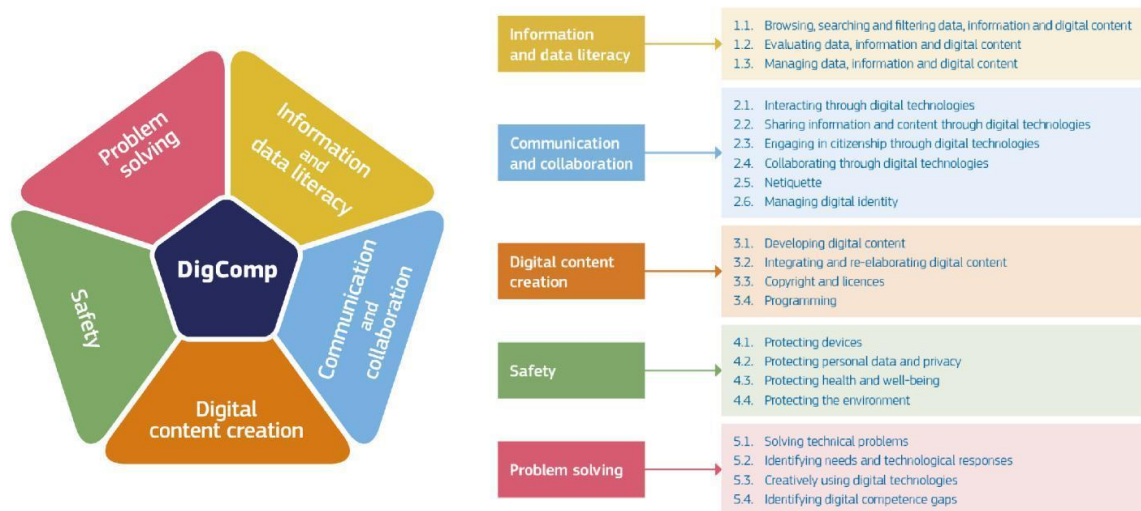 Problem
solving
Information
and
data literacy
DigComp
Safety
Communication
and
collaboration
Digital
content creation
Information
and data literacy
1.1. Browsing, searching and filtering data, information and digital content
1.2. Evaluating data, information and digital content
1.3. Managing data, information and digital content
Communication
and collaboration
2.1. Interacting through digital technologies
2.2. Sharing information and content through digital technologies
2.3. Engaging in citizenship through digital technologies
2.4. Collaborating through digital technologies
2.5. Netiquette
2.6. Managing digital identity
Digital content
creation
3.1. Developing digital content
3.2. Integrating and re-elaborating digital content
3.3. Copyright and licences
3.4. Programming
Safety
4.1. Protecting devices
4.2. Protecting personal data and privacy
4.3. Protecting health and well-being
4.4. Protecting the environment
Problem solving
5.1. Solving technical problems
5.2. Identifying needs and technological responses
5.3. Creatively using digital technologies
5.4. Identifying digital competence gaps